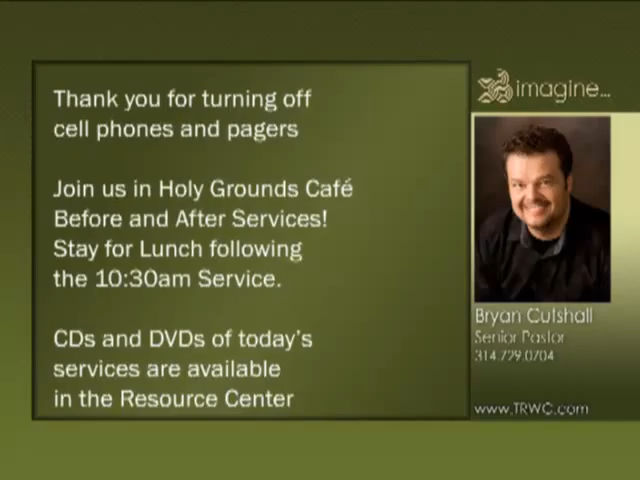 Thank you for turning off
cell phones and pagers
Join us in Holy Grounds Café
Before and After Services!
Stay for Lunch following
the 10:30am Service.
CDs and DVDs of today's
services are available
in the Resource Center
imagine...
Bryan Cutshall
Senior Pastor
314.729.0704
www.TRWC.com